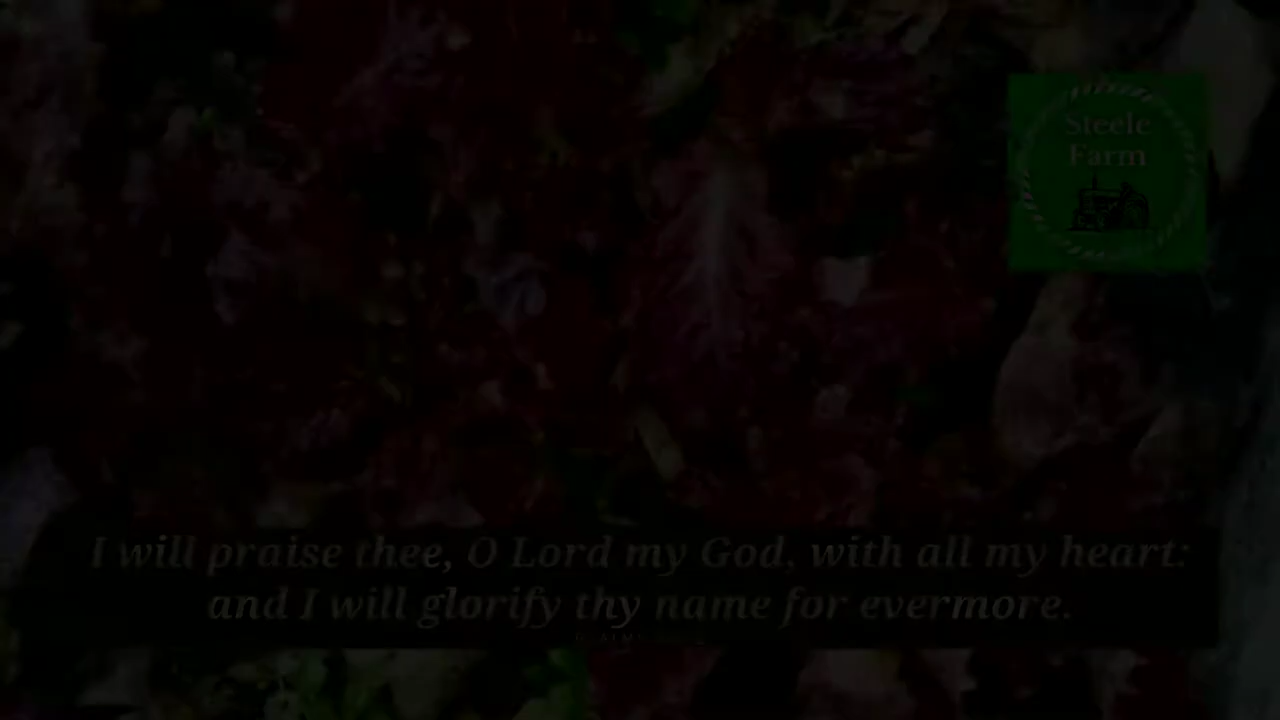 Steele
Farm
I will praise thee, O Lord my God, with all my heart:
and I will glorify thy name for evermore.